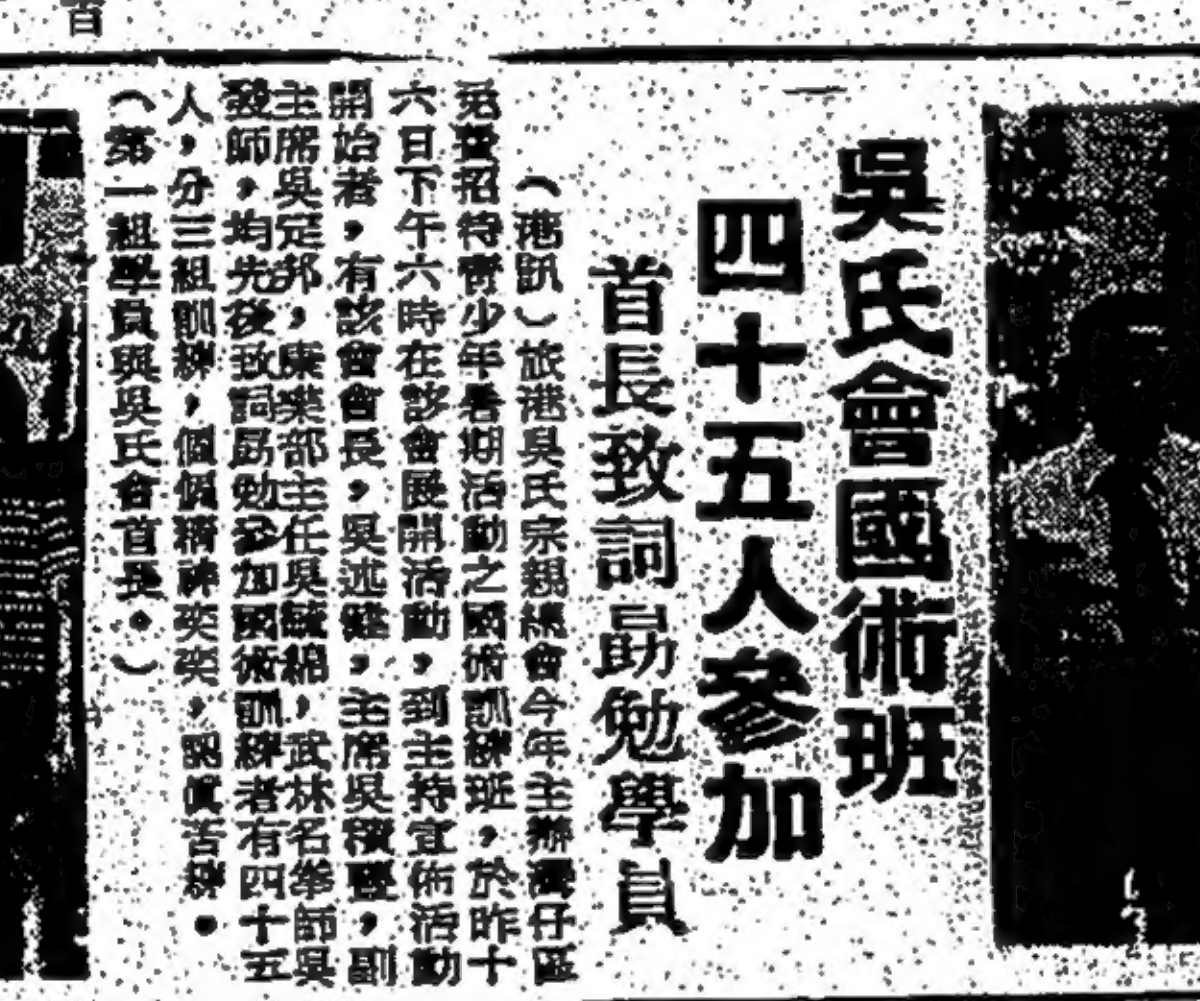 吳氏會國術班
四十五人參加
首長致詞勗勉學員
（港訊）旅港吳氏宗親總會今年主辦灣仔區
免費招待青少年暑期活動之國術訓練班，於昨十
六日下午六時在該會展開活動，到主持宣佈活動
開始者，有該會會長，吳述 ，主席吳積 ，副
主席吳定邦，康樂部主任吳 錦，武林名拳師吳
發師，均先後致詞勗勉參加國術訓練者有四十五
人，分三組訓練，個個精神奕奕，認眞苦練。
（第一組學員與吳氏會首長。）
百